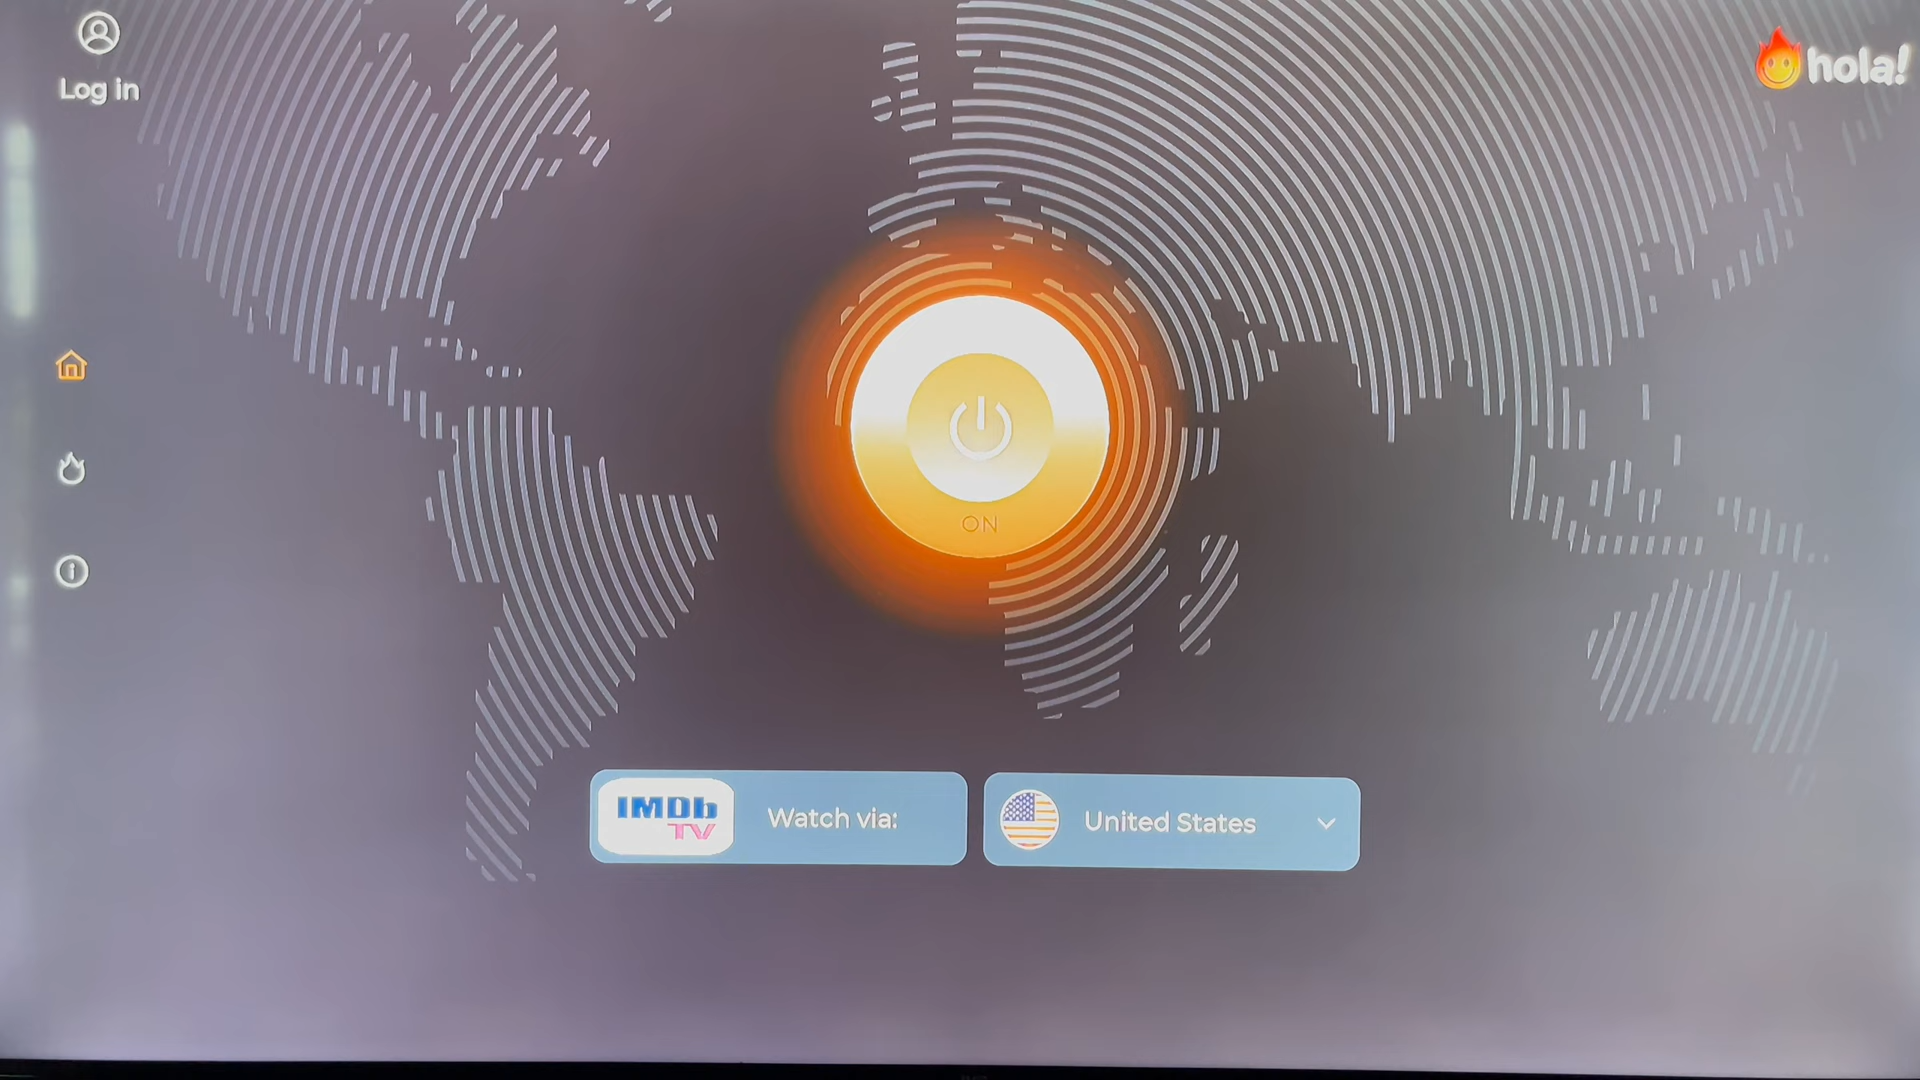 Log in
hola!
ON
IMDb
TV
Watch via:
United States